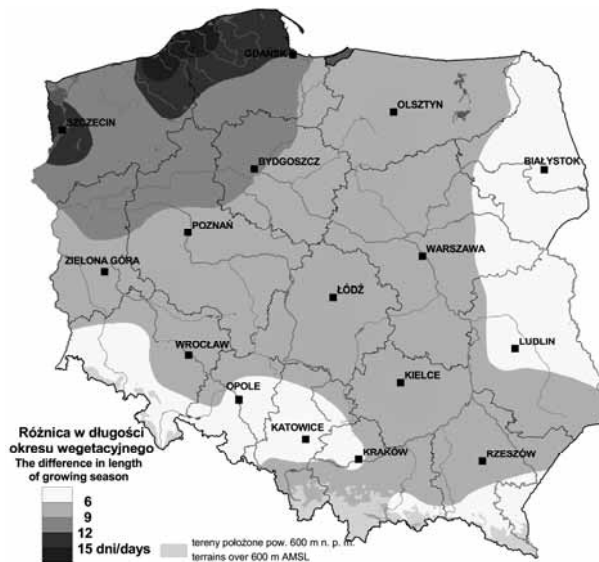 GDAŃSK
OLSZTYN
SZCZECIN
BIAŁYSTOK
BYDGOSZCZ
POZNAŃ
WARSZAWA
ZIELONA GÓRA
ŁÓDŹ
LUBLIN
WROCŁAW
KIELCE
OPOLE
KATOWICE
KRAKÓW
RZESZÓW
Różnica w długości
okresu wegetacyjnego
The difference in length
of growing season
6
9
12
15 dni/days
tereny położone pow. 600 m n. p. m.
terrains over 600 m AMSL